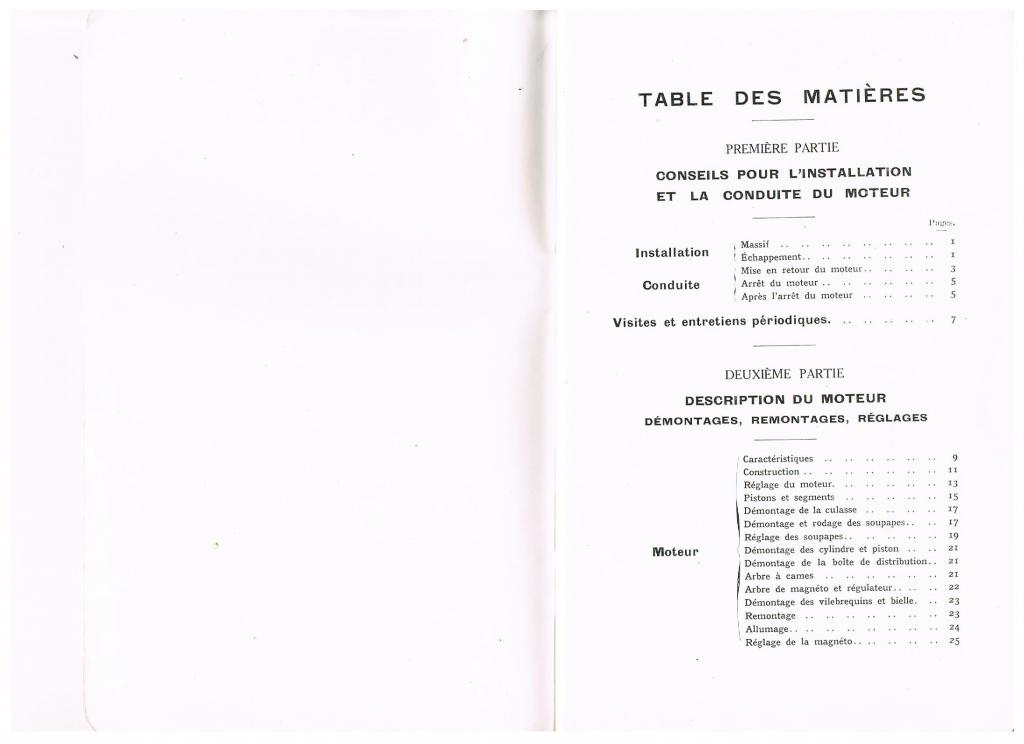 TABLE DES MATIÈRES
PREMIÈRE PARTIE
CONSEILS POUR L'INSTALLATION
ET LA CONDUITE DU MOTEUR
Pages.
Installation
Massif .. .. .. .. .. .. .. .. 1
Échappement.. .. .. .. .. .. .. 1
Conduite
Mise en retour du moteur.. .. .. .. 3
Arrêt du moteur .. .. .. .. .. .. 5
Après l'arrêt du moteur .. .. .. .. 5
Visites et entretiens périodiques. .. .. .. .. .. 7
DEUXIÈME PARTIE
DESCRIPTION DU MOTEUR
DÉMONTAGES, REMONTAGES, RÉGLAGES
Moteur
Caractéristiques .. .. .. .. .. .. 9
Construction .. .. .. .. .. .. .. 11
Réglage du moteur. .. .. .. .. .. 13
Pistons et segments .. .. .. .. .. 15
Démontage de la culasse .. .. .. .. 17
Démontage et rodage des soupapes.. .. 17
Réglage des soupapes.. .. .. .. .. 19
Démontage des cylindre et piston .. .. 21
Démontage de la boîte de distribution.. 21
Arbre à cames .. .. .. .. .. .. 21
Arbre de magnéto et régulateur.. .. .. 22
Démontage des vilebrequins et bielle. .. 23
Remontage .. .. .. .. .. .. .. 23
Allumage.. .. .. .. .. .. .. .. 24
Réglage de la magnéto.. .. .. .. .. 25